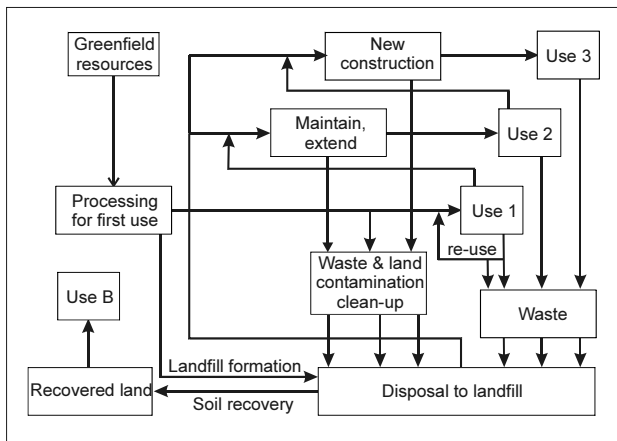 Greenfield
resources
New
construction
Use 3
Maintain,
extend
Use 2
Processing
for first use
Use 1
re-use
Waste & land
contamination
clean-up
Use B
Waste
Landfill formation
Recovered land
Soil recovery
Disposal to landfill